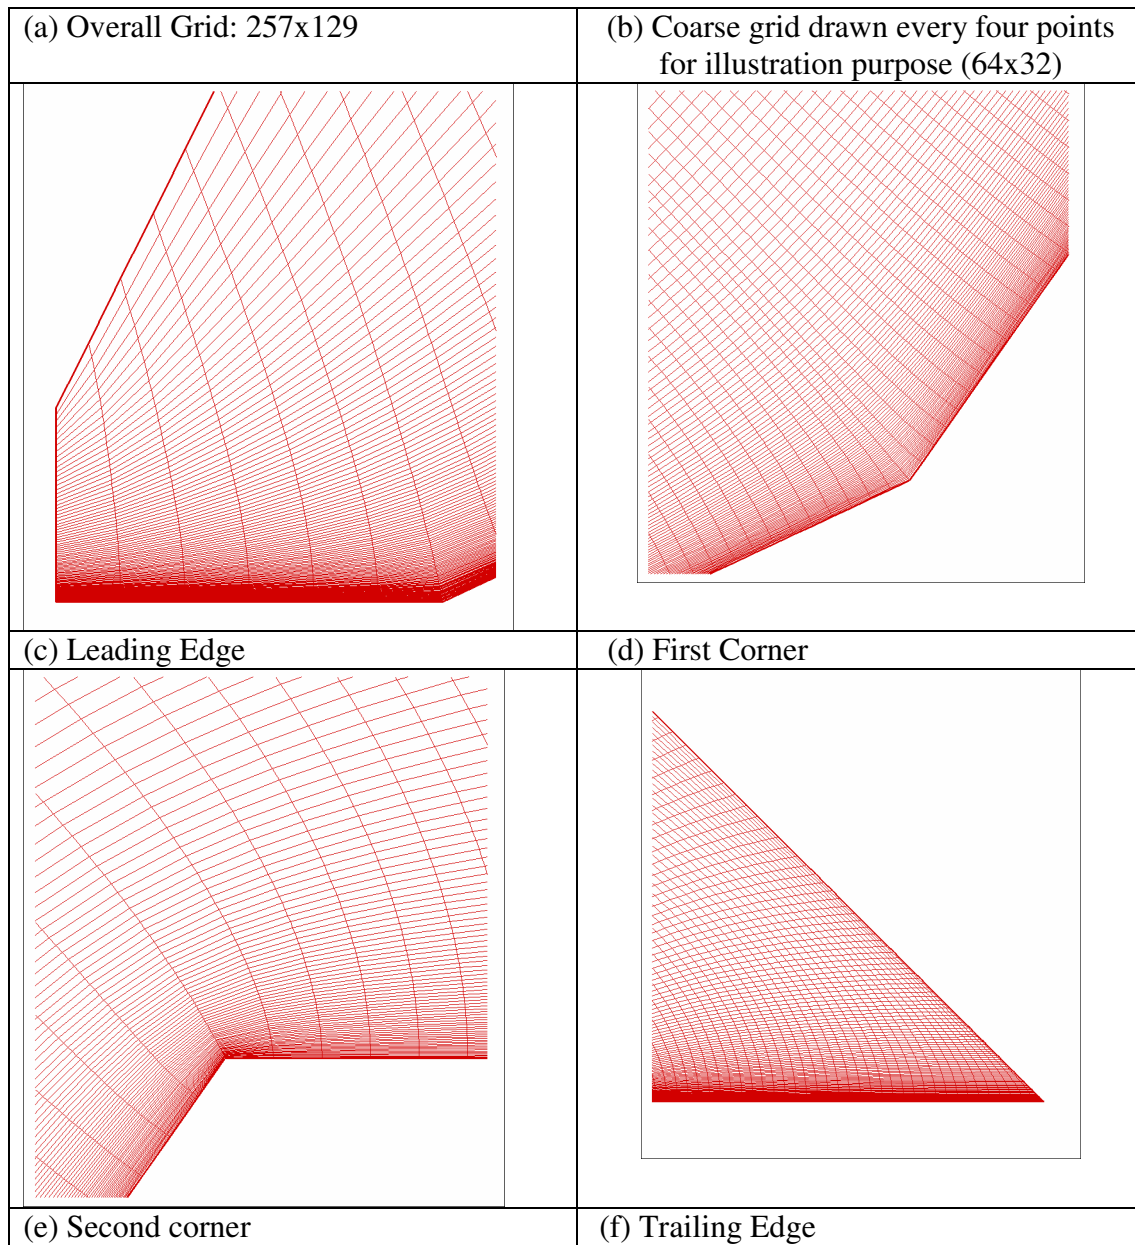 (a) Overall Grid: 257x129
(b) Coarse grid drawn every four points
for illustration purpose (64x32)
(c) Leading Edge
(d) First Corner
(e) Second corner
(f) Trailing Edge